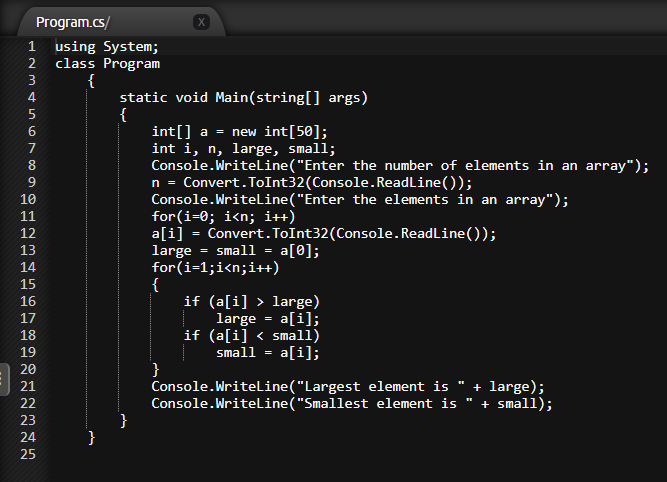 Program.cs/ x
1 using System;
2 class Program
3 {
4 static void Main(string[] args)
5 {
6 int[] a = new int[50];
7 int i, n, large, small;
8 Console.WriteLine("Enter the number of elements in an array");
9 n = Convert.ToInt32(Console.ReadLine());
10 Console.WriteLine("Enter the elements in an array");
11 for(i=0; i<n; i++)
12 a[i] = Convert.ToInt32(Console.ReadLine());
13 large = small = a[0];
14 for(i=1;i<n;i++)
15 {
16 if (a[i] > large)
17 large = a[i];
18 if (a[i] < small)
19 small = a[i];
20 }
21 Console.WriteLine("Largest element is " + large);
22 Console.WriteLine("Smallest element is " + small);
23 }
24 }
25